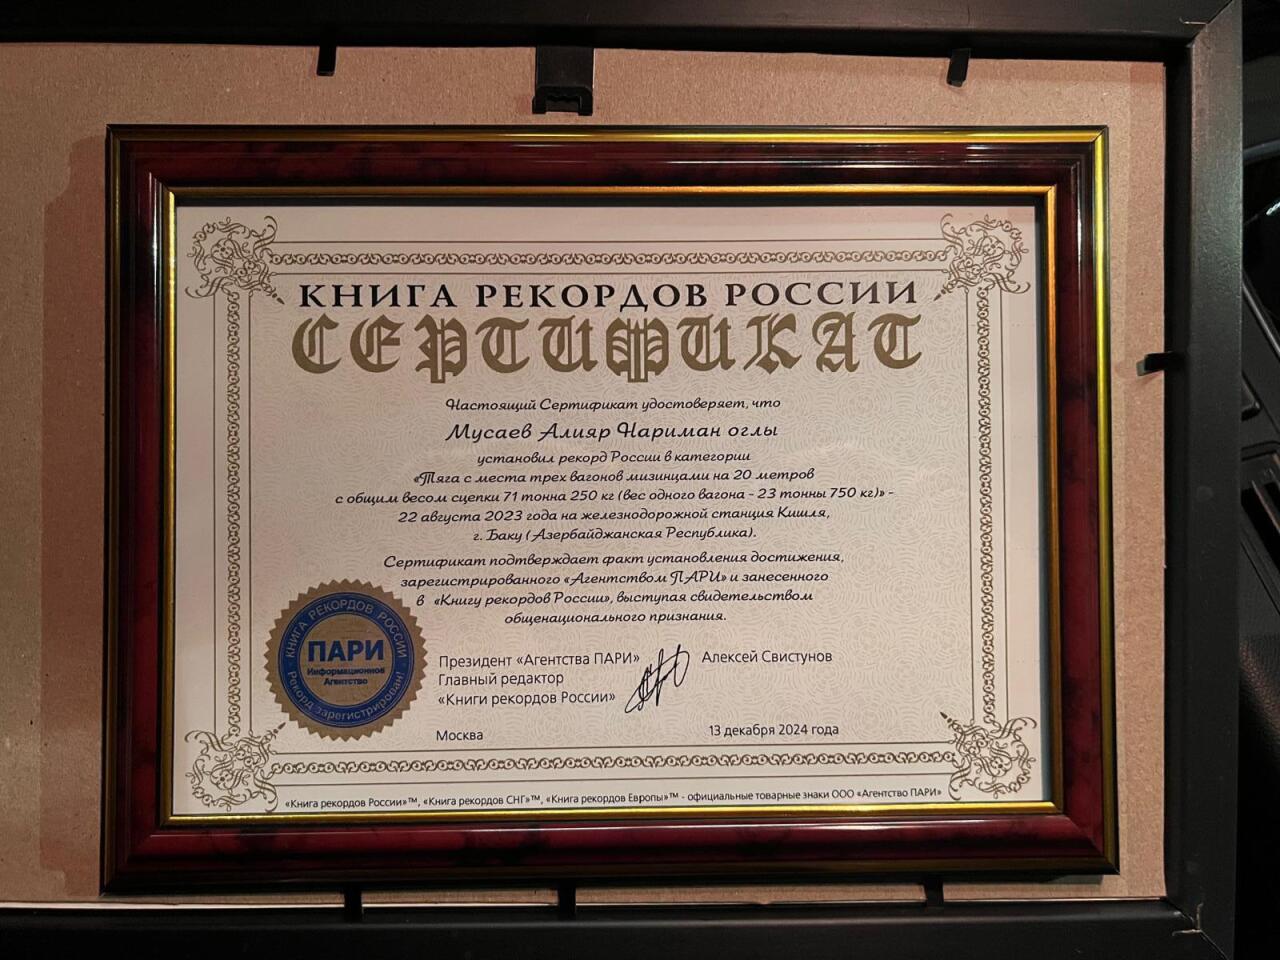 КНИГА РЕКОРДОВ РОССИИ
СЕРТИФИКАТ
Настоящий Сертификат удостоверяет, что
Мусаев Алияр Нариман оглы
установил рекорд России в категории
«Тяга с места трех вагонов мизинцами на 20 метров
с общим весом сцепки 71 тонна 250 кг (вес одного вагона - 23 тонны 750 кг)» -
22 августа 2023 года на железнодорожной станция Кишля,
г. Баку (Азербайджанская Республика).
Сертификат подтверждает факт установления достижения,
зарегистрированного «Агентством ПАРИ» и занесенного
в «Книгу рекордов России», выступая свидетельством
общенационального признания.
КНИГА РЕКОРДОВ РОССИИ
ПАРИ
Информационное
Агентство
Рекорд зарегистрирован!
Президент «Агентства ПАРИ» Алексей Свистунов
Главный редактор
«Книги рекордов России»
Москва 13 декабря 2024 года
«Книга рекордов России»™, «Книга рекордов СНГ»™, «Книга рекордов Европы»™ - официальные товарные знаки ООО «Агентство ПАРИ»